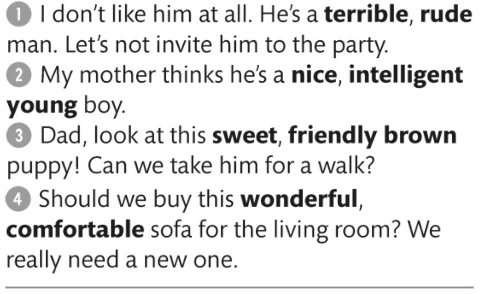 1 I don't like him at all. He's a terrible, rude
man. Let's not invite him to the party.
2 My mother thinks he's a nice, intelligent
young boy.
3 Dad, look at this sweet, friendly brown
puppy! Can we take him for a walk?
4 Should we buy this wonderful,
comfortable sofa for the living room? We
really need a new one.